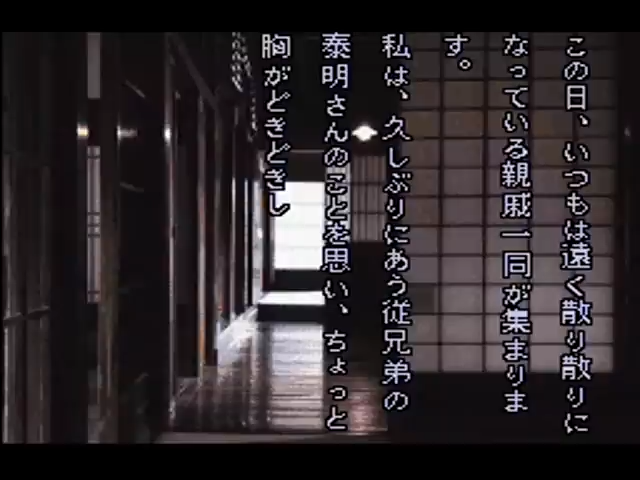 この日、いつもは遠く散り散りに
なっている親戚一同が集まりま
す。
私は、久しぶりにあう従兄弟の
泰明さんのことを思い、ちょっと
胸がどきどきし